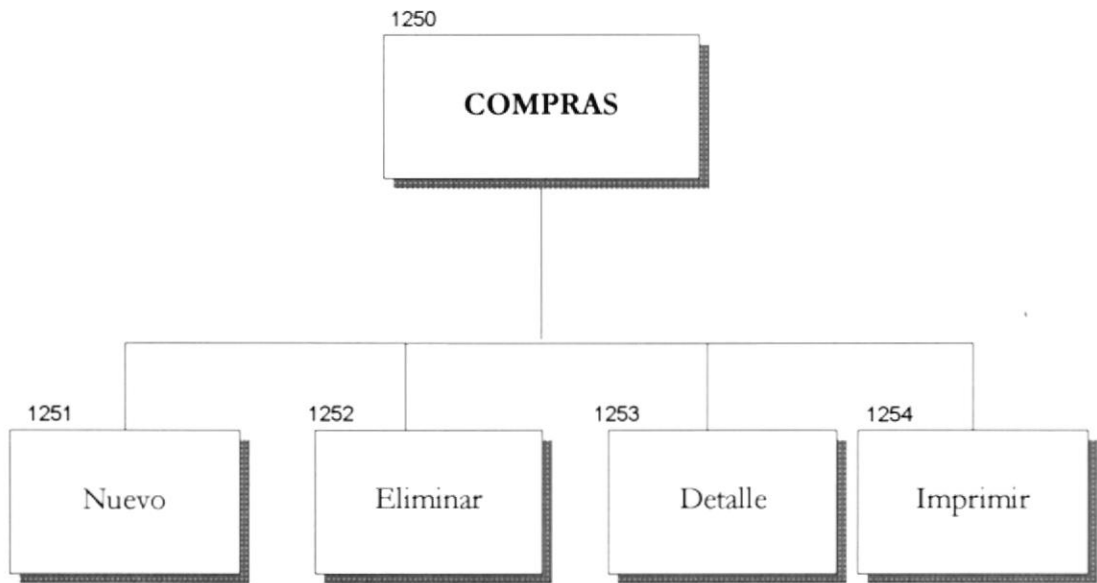 1250
COMPRAS
1251
1252
1253
1254
Nuevo
Eliminar
Detalle
Imprimir